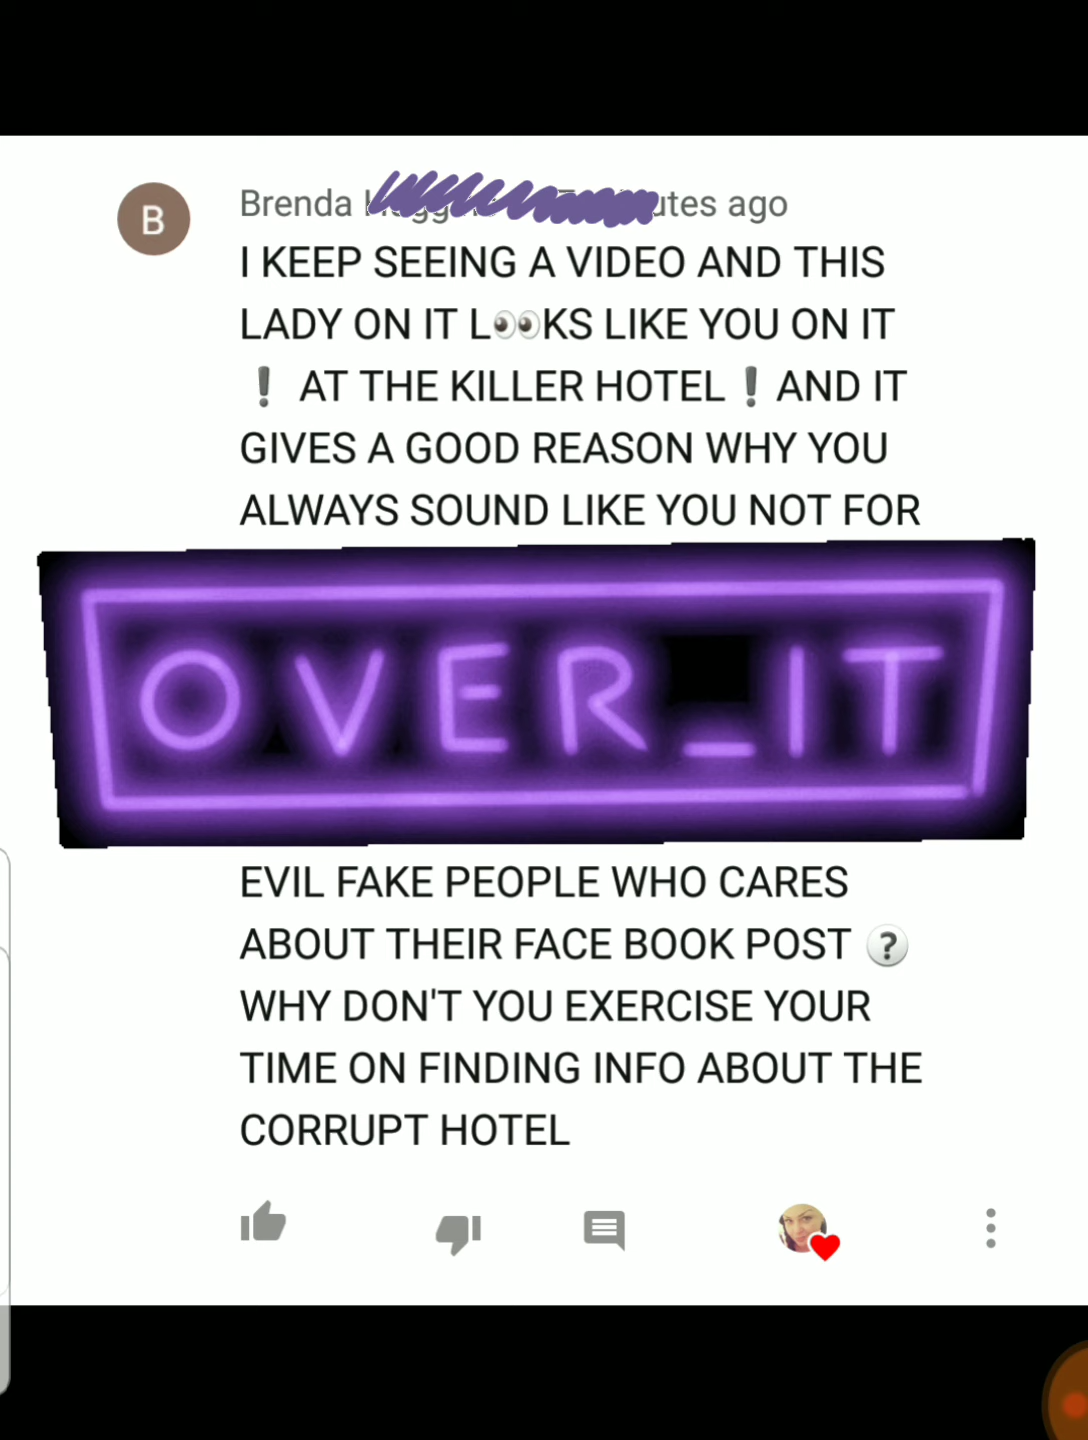 B
Brenda utes ago
I KEEP SEEING A VIDEO AND THIS
LADY ON IT L👀KS LIKE YOU ON IT
❗ AT THE KILLER HOTEL❗AND IT
GIVES A GOOD REASON WHY YOU
ALWAYS SOUND LIKE YOU NOT FOR
OVER_IT
EVIL FAKE PEOPLE WHO CARES
ABOUT THEIR FACE BOOK POST ❓
WHY DON'T YOU EXERCISE YOUR
TIME ON FINDING INFO ABOUT THE
CORRUPT HOTEL